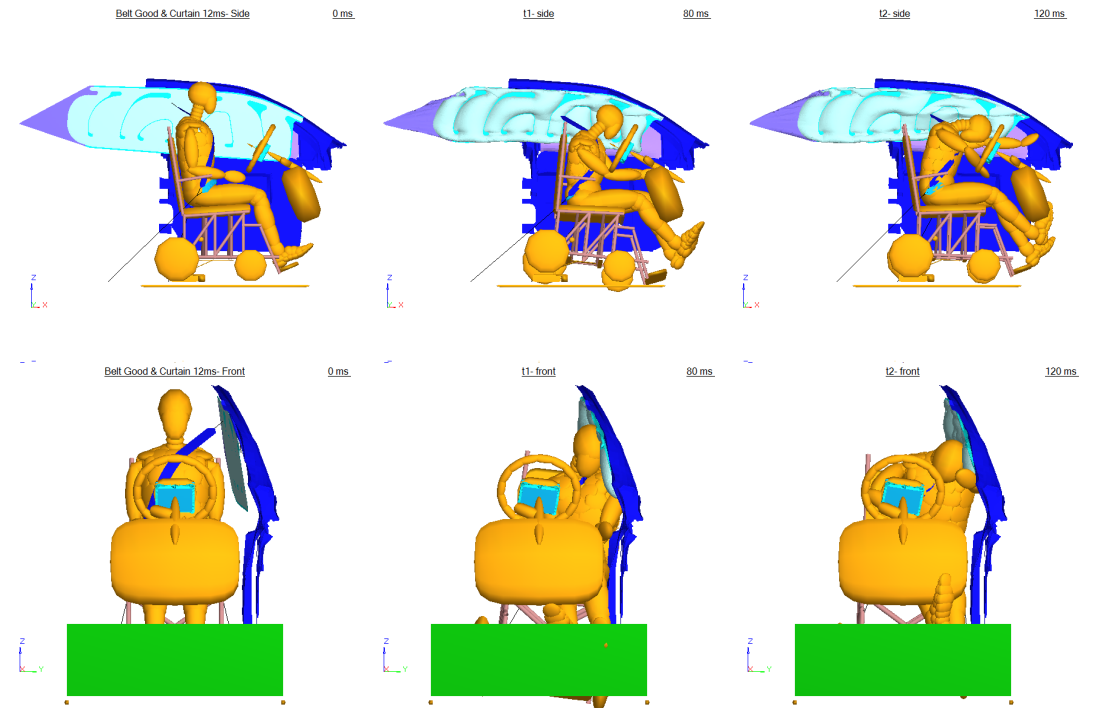 Belt Good & Curtain 12ms- Side 0 ms t1- side 80 ms t2- side 120 ms
Z
X
Y
Z
X
Y
Z
X
Y
Belt Good & Curtain 12ms- Front 0 ms t1- front 80 ms t2- front 120 ms
Z
X
Y
Z
X
Y
Z
X
Y